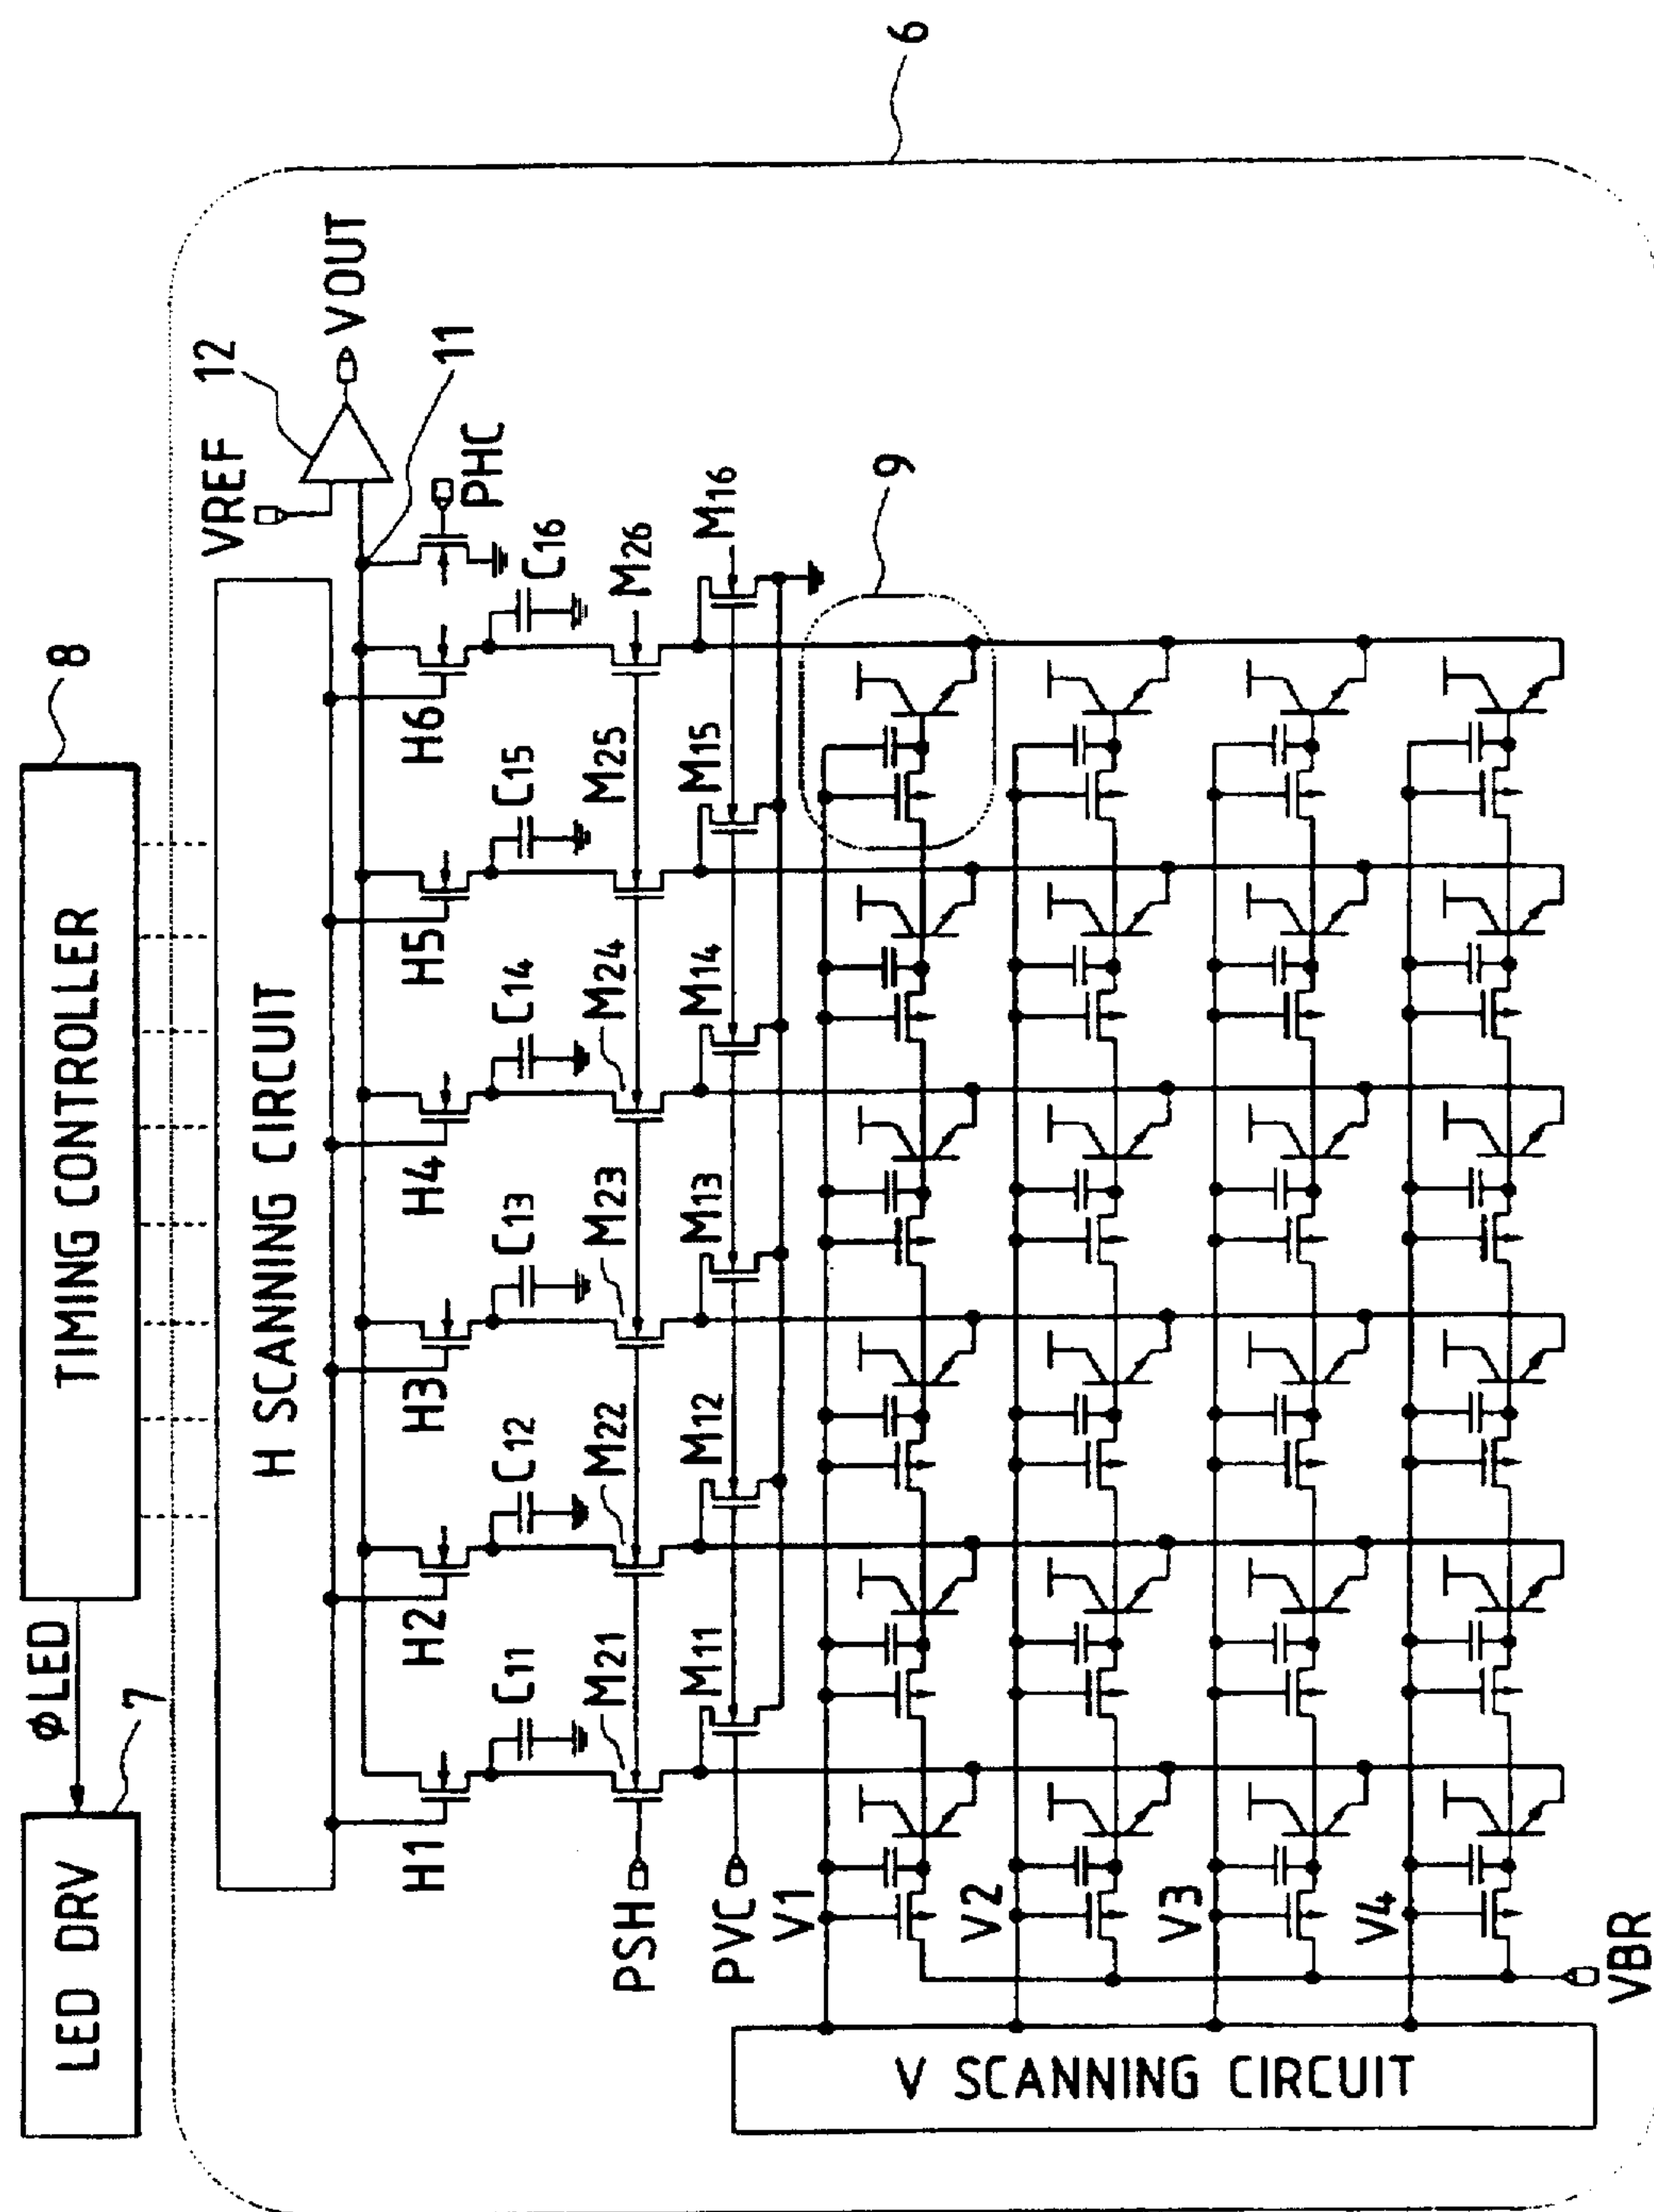 LED DRV
7
ΦLED
TIMING CONTROLLER
8
6
H SCANNING CIRCUIT
VREF
12
VOUT
11
PHC
H1
H2
H3
H4
H5
H6
C11
C12
C13
C14
C15
C16
PSH
M21
M22
M23
M24
M25
M26
PVC
M11
M12
M13
M14
M15
M16
9
V1
V2
V3
V4
V SCANNING CIRCUIT
VBR